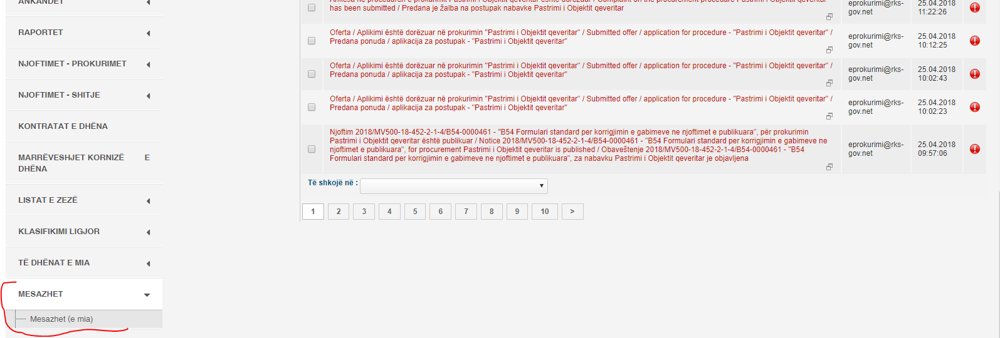 ANKANDET
RAPORTET
NJOFTIMET - PROKURIMET
NJOFTIMET - SHITJE
KONTRATAT E DHËNA
MARRËVESHJET KORNIZË E
DHËNA
LISTAT E ZEZË
KLASIFIKIMI LIGJOR
TË DHËNAT E MIA
MESAZHET
Mesazhet (e mia)
has been submitted / Predana je žalba na postupak nabavke Pastrimi i Objektit qeveritar
eprokurimi@rks-
gov.net
25.04.2018
11:22:26
Oferta / Aplikimi është dorëzuar në prokurimin "Pastrimi i Objektit qeveritar" / Submitted offer / application for procedure - "Pastrimi i Objektit qeveritar" /
Predana ponuda / aplikacija za postupak - "Pastrimi i Objektit qeveritar"
eprokurimi@rks-
gov.net
25.04.2018
10:12:25
Oferta / Aplikimi është dorëzuar në prokurimin "Pastrimi i Objektit qeveritar" / Submitted offer / application for procedure - "Pastrimi i Objektit qeveritar" /
Predana ponuda / aplikacija za postupak - "Pastrimi i Objektit qeveritar"
eprokurimi@rks-
gov.net
25.04.2018
10:02:43
Oferta / Aplikimi është dorëzuar në prokurimin "Pastrimi i Objektit qeveritar" / Submitted offer / application for procedure - "Pastrimi i Objektit qeveritar" /
Predana ponuda / aplikacija za postupak - "Pastrimi i Objektit qeveritar"
eprokurimi@rks-
gov.net
25.04.2018
10:02:23
Njoftim 2018/MV500-18-452-2-1-4/B54-0000461 - "B54 Formulari standard per korrigjimin e gabimeve ne njoftimet e publikuara", për prokurimin
Pastrimi i Objektit qeveritar është publikuar / Notice 2018/MV500-18-452-2-1-4/B54-0000461 - "B54 Formulari standard per korrigjimin e gabimeve ne
njoftimet e publikuara", for procurement Pastrimi i Objektit qeveritar is published / Obaveštenje 2018/MV500-18-452-2-1-4/B54-0000461 - "B54
Formulari standard per korrigjimin e gabimeve ne njoftimet e publikuara", za nabavku Pastrimi i Objektit qeveritar je objavljena
eprokurimi@rks-
gov.net
25.04.2018
09:57:06
Të shkojë në :
1 2 3 4 5 6 7 8 9 10 >